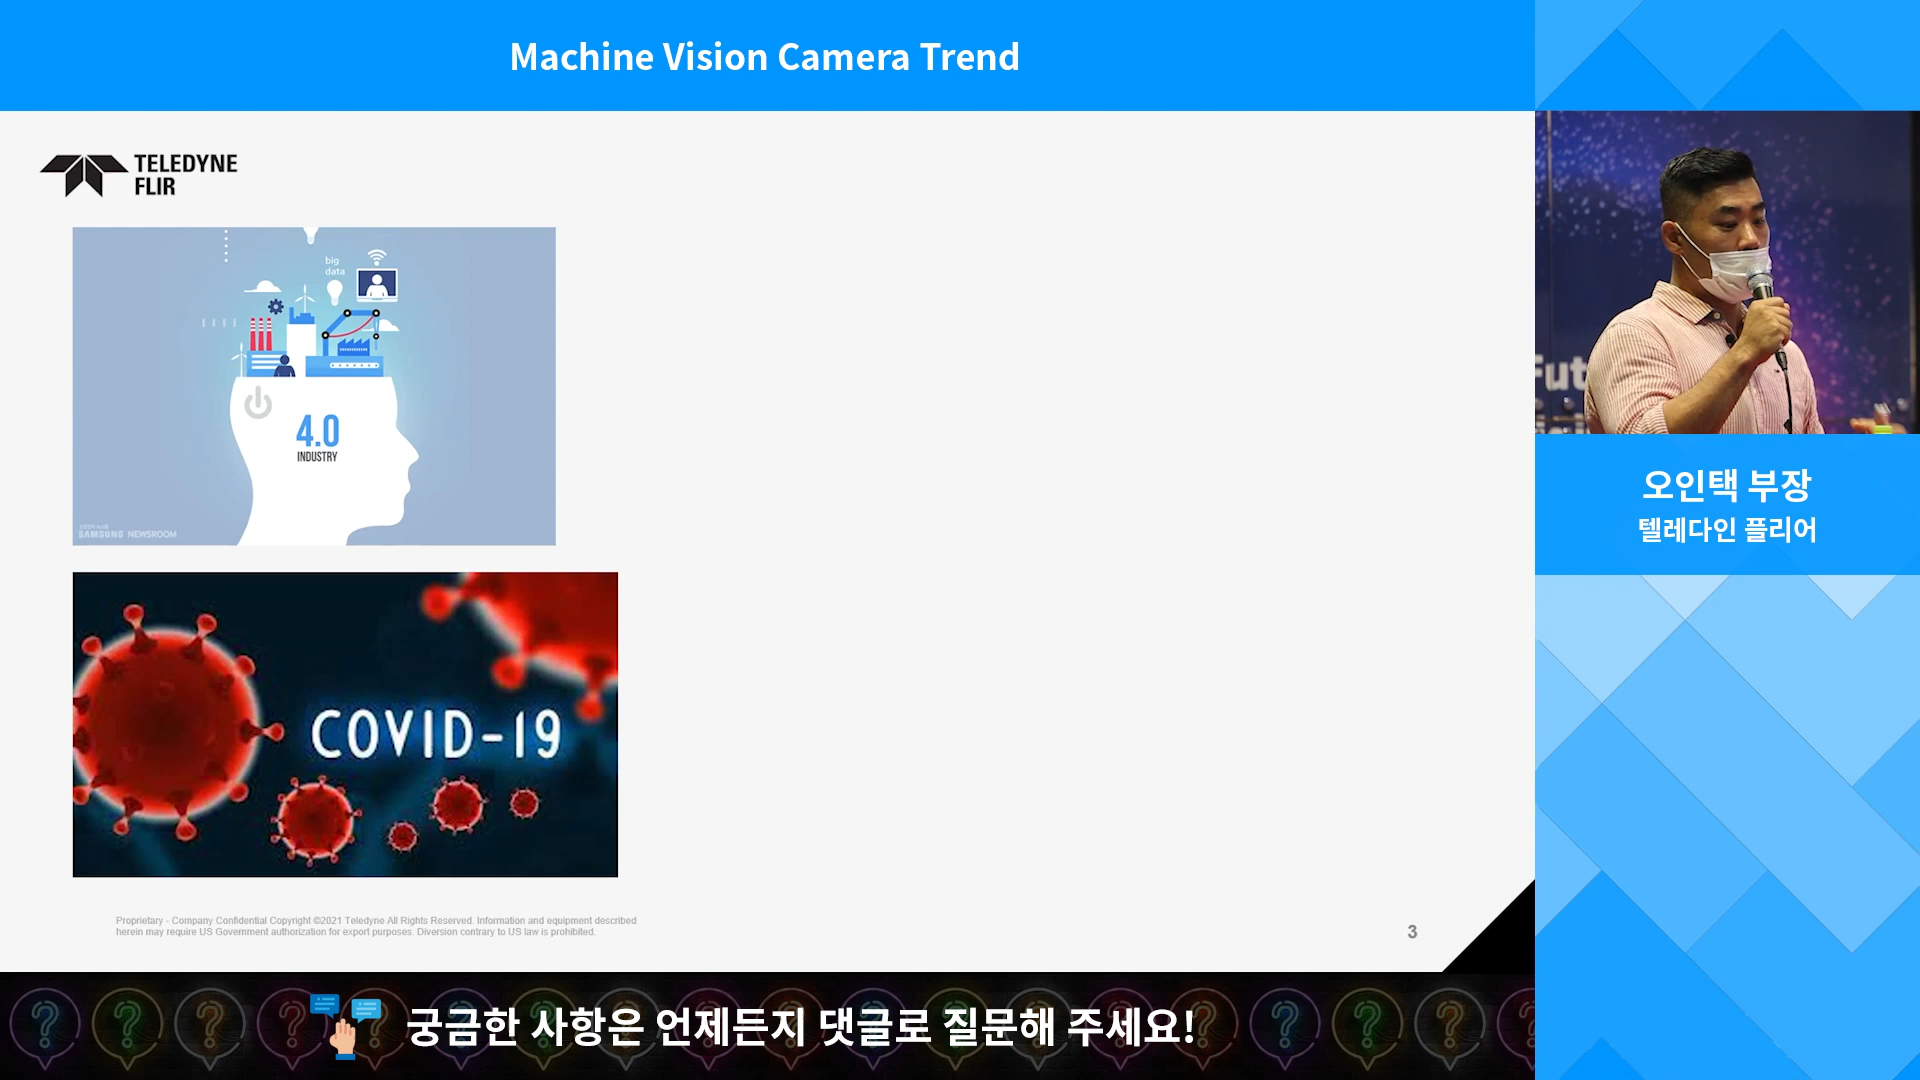 Machine Vision Camera Trend
TELEDYNE
FLIR
big
data
4.0
INDUSTRY
SAMSUNG NEWSROOM
COVID-19
Proprietary - Company Confidential Copyright ©2021 Teledyne All Rights Reserved. Information and equipment described
herein may require US Government authorization for export purposes. Diversion contrary to US law is prohibited.
3
Fut
오인택 부장
텔레다인 플리어
궁금한 사항은 언제든지 댓글로 질문해 주세요!